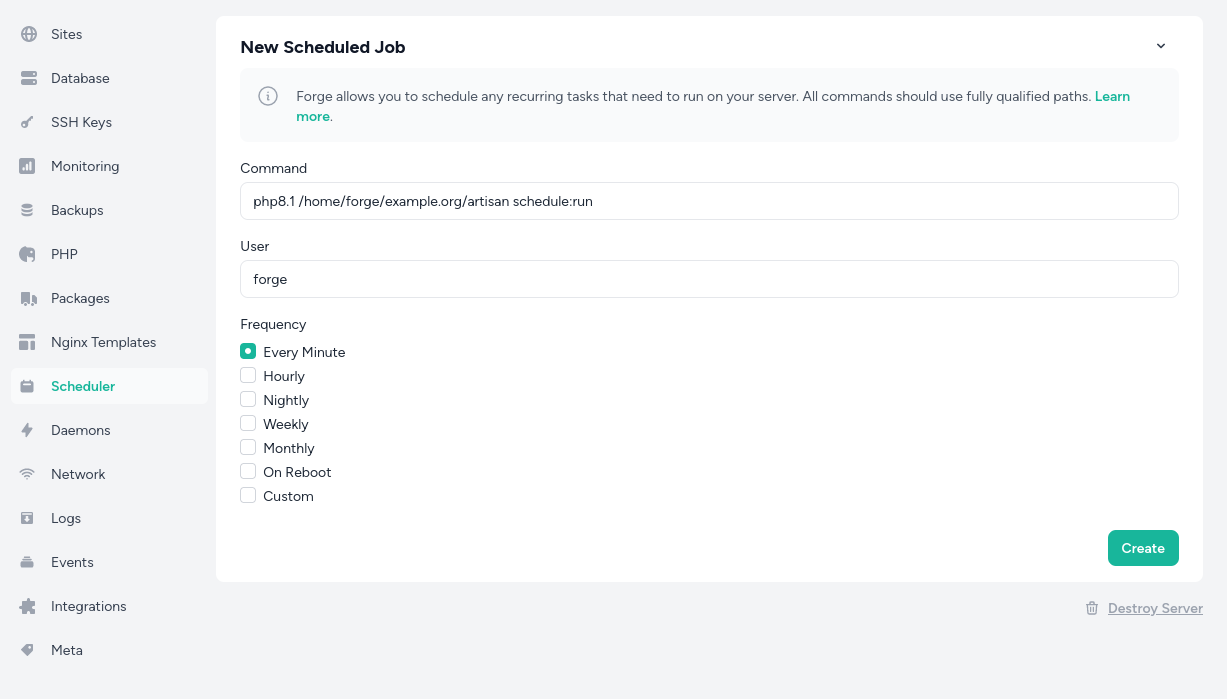 Sites
Database
SSH Keys
Monitoring
Backups
PHP
Packages
Nginx Templates
Scheduler
Daemons
Network
Logs
Events
Integrations
Meta
New Scheduled Job
Forge allows you to schedule any recurring tasks that need to run on your server. All commands should use fully qualified paths. Learn
more.
Command
php8.1 /home/forge/example.org/artisan schedule:run
User
forge
Frequency
Every Minute
Hourly
Nightly
Weekly
Monthly
On Reboot
Custom
Create
Destroy Server